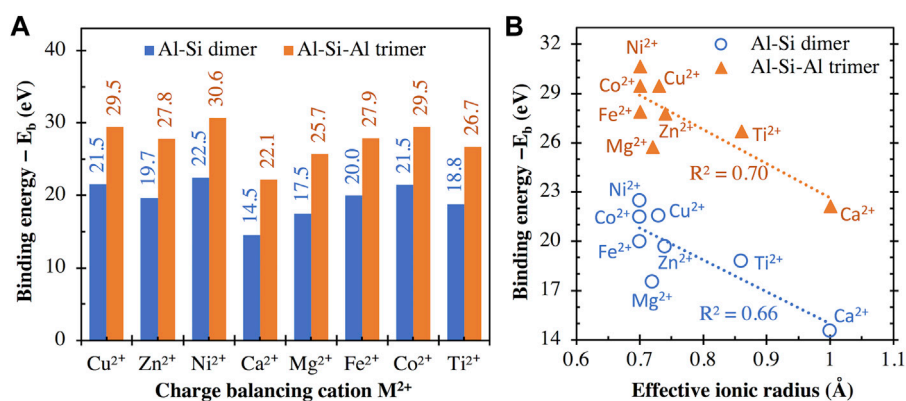 A
Al-Si dimer
Al-Si-Al trimer
Binding energy – E_b (eV)
40
30
20
10
0
21.5
29.5
19.7
27.8
22.5
30.6
14.5
22.1
17.5
25.7
20.0
27.9
21.5
29.5
18.8
26.7
Cu²⁺ Zn²⁺ Ni²⁺ Ca²⁺ Mg²⁺ Fe²⁺ Co²⁺ Ti²⁺
Charge balancing cation M²⁺
B
Al-Si dimer
Al-Si-Al trimer
Binding energy –E_b (eV)
32
29
26
23
20
17
14
Ni²⁺
Co²⁺ Cu²⁺
Fe²⁺ Zn²⁺ Ti²⁺
Mg²⁺
R² = 0.70
Ca²⁺
Ni²⁺
Co²⁺ Cu²⁺
Fe²⁺ Zn²⁺ Ti²⁺
Mg²⁺
R² = 0.66
Ca²⁺
0.6 0.7 0.8 0.9 1 1.1
Effective ionic radius (Å)